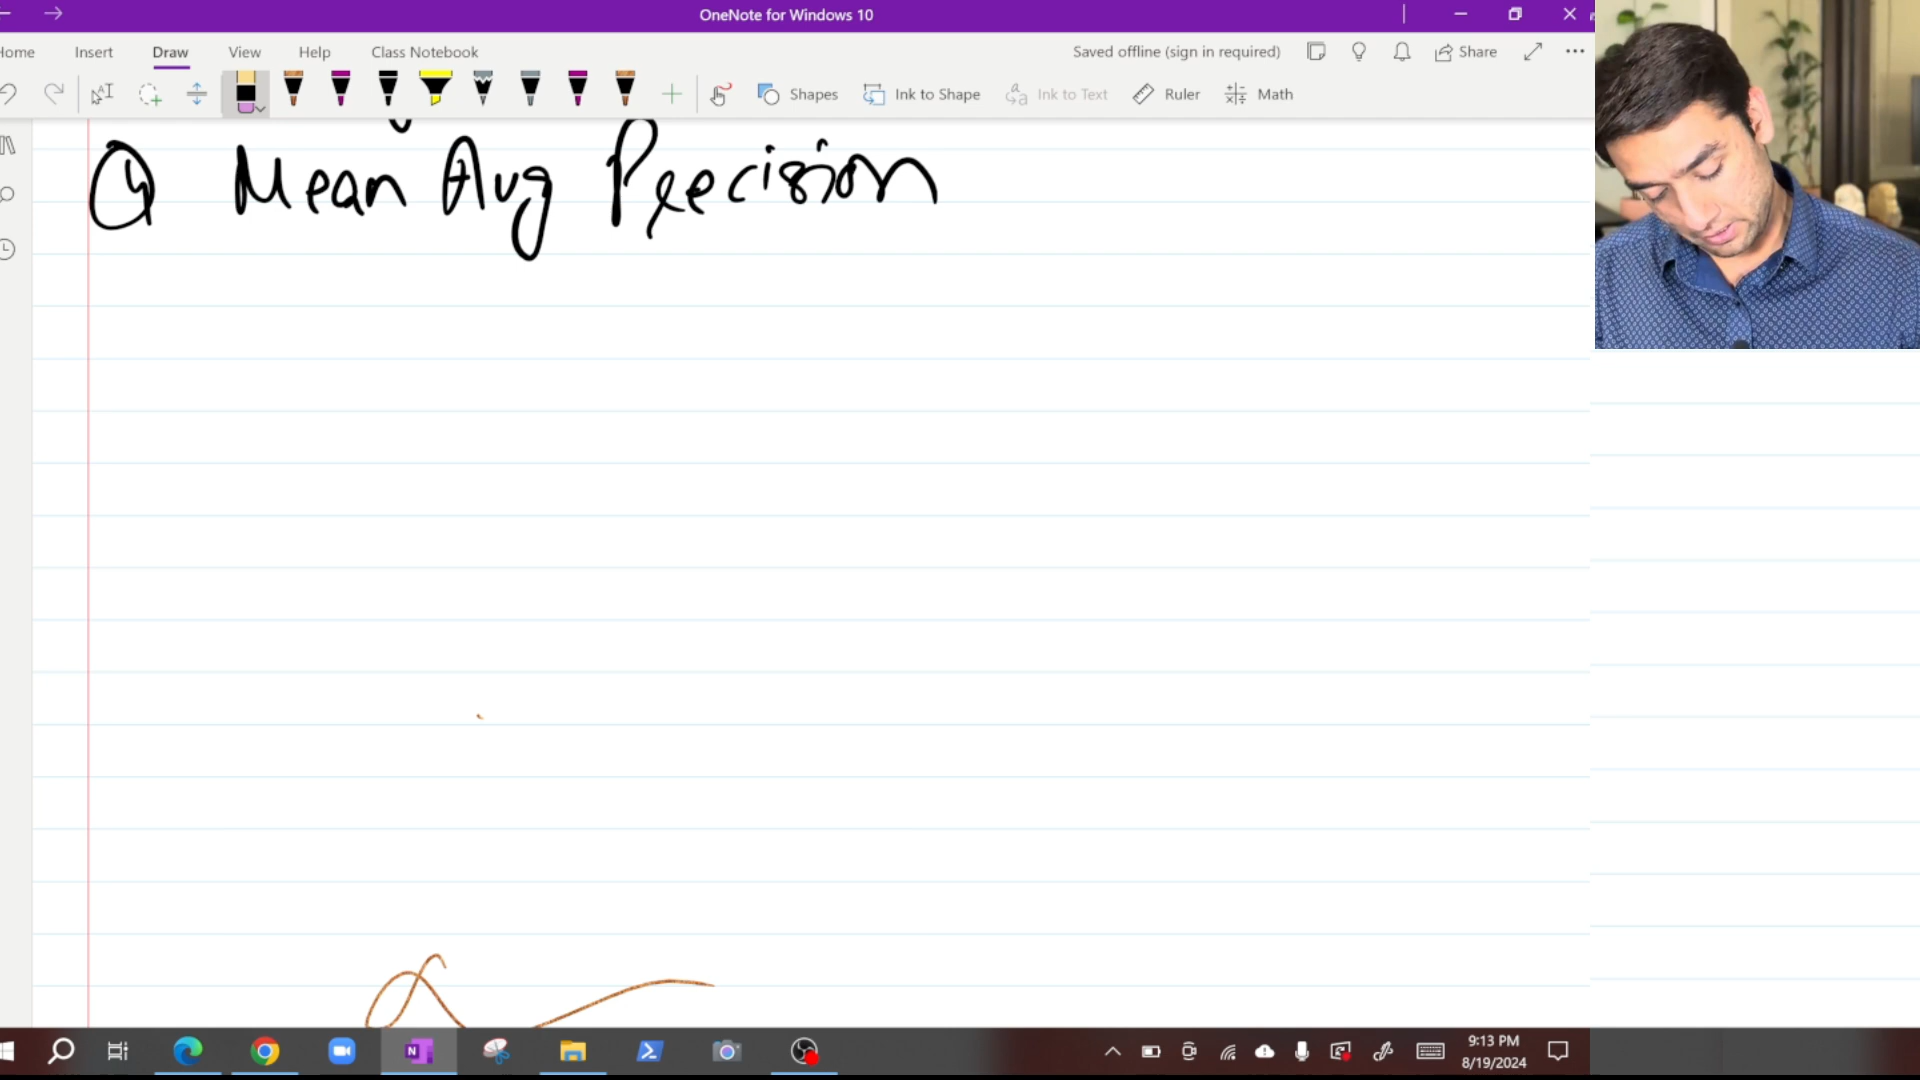 OneNote for Windows 10
Home Insert Draw View Help Class Notebook Saved offline (sign in required) Share
Shapes Ink to Shape Ink to Text Ruler Math
4 Mean Avg Precision
9:13 PM
8/19/2024